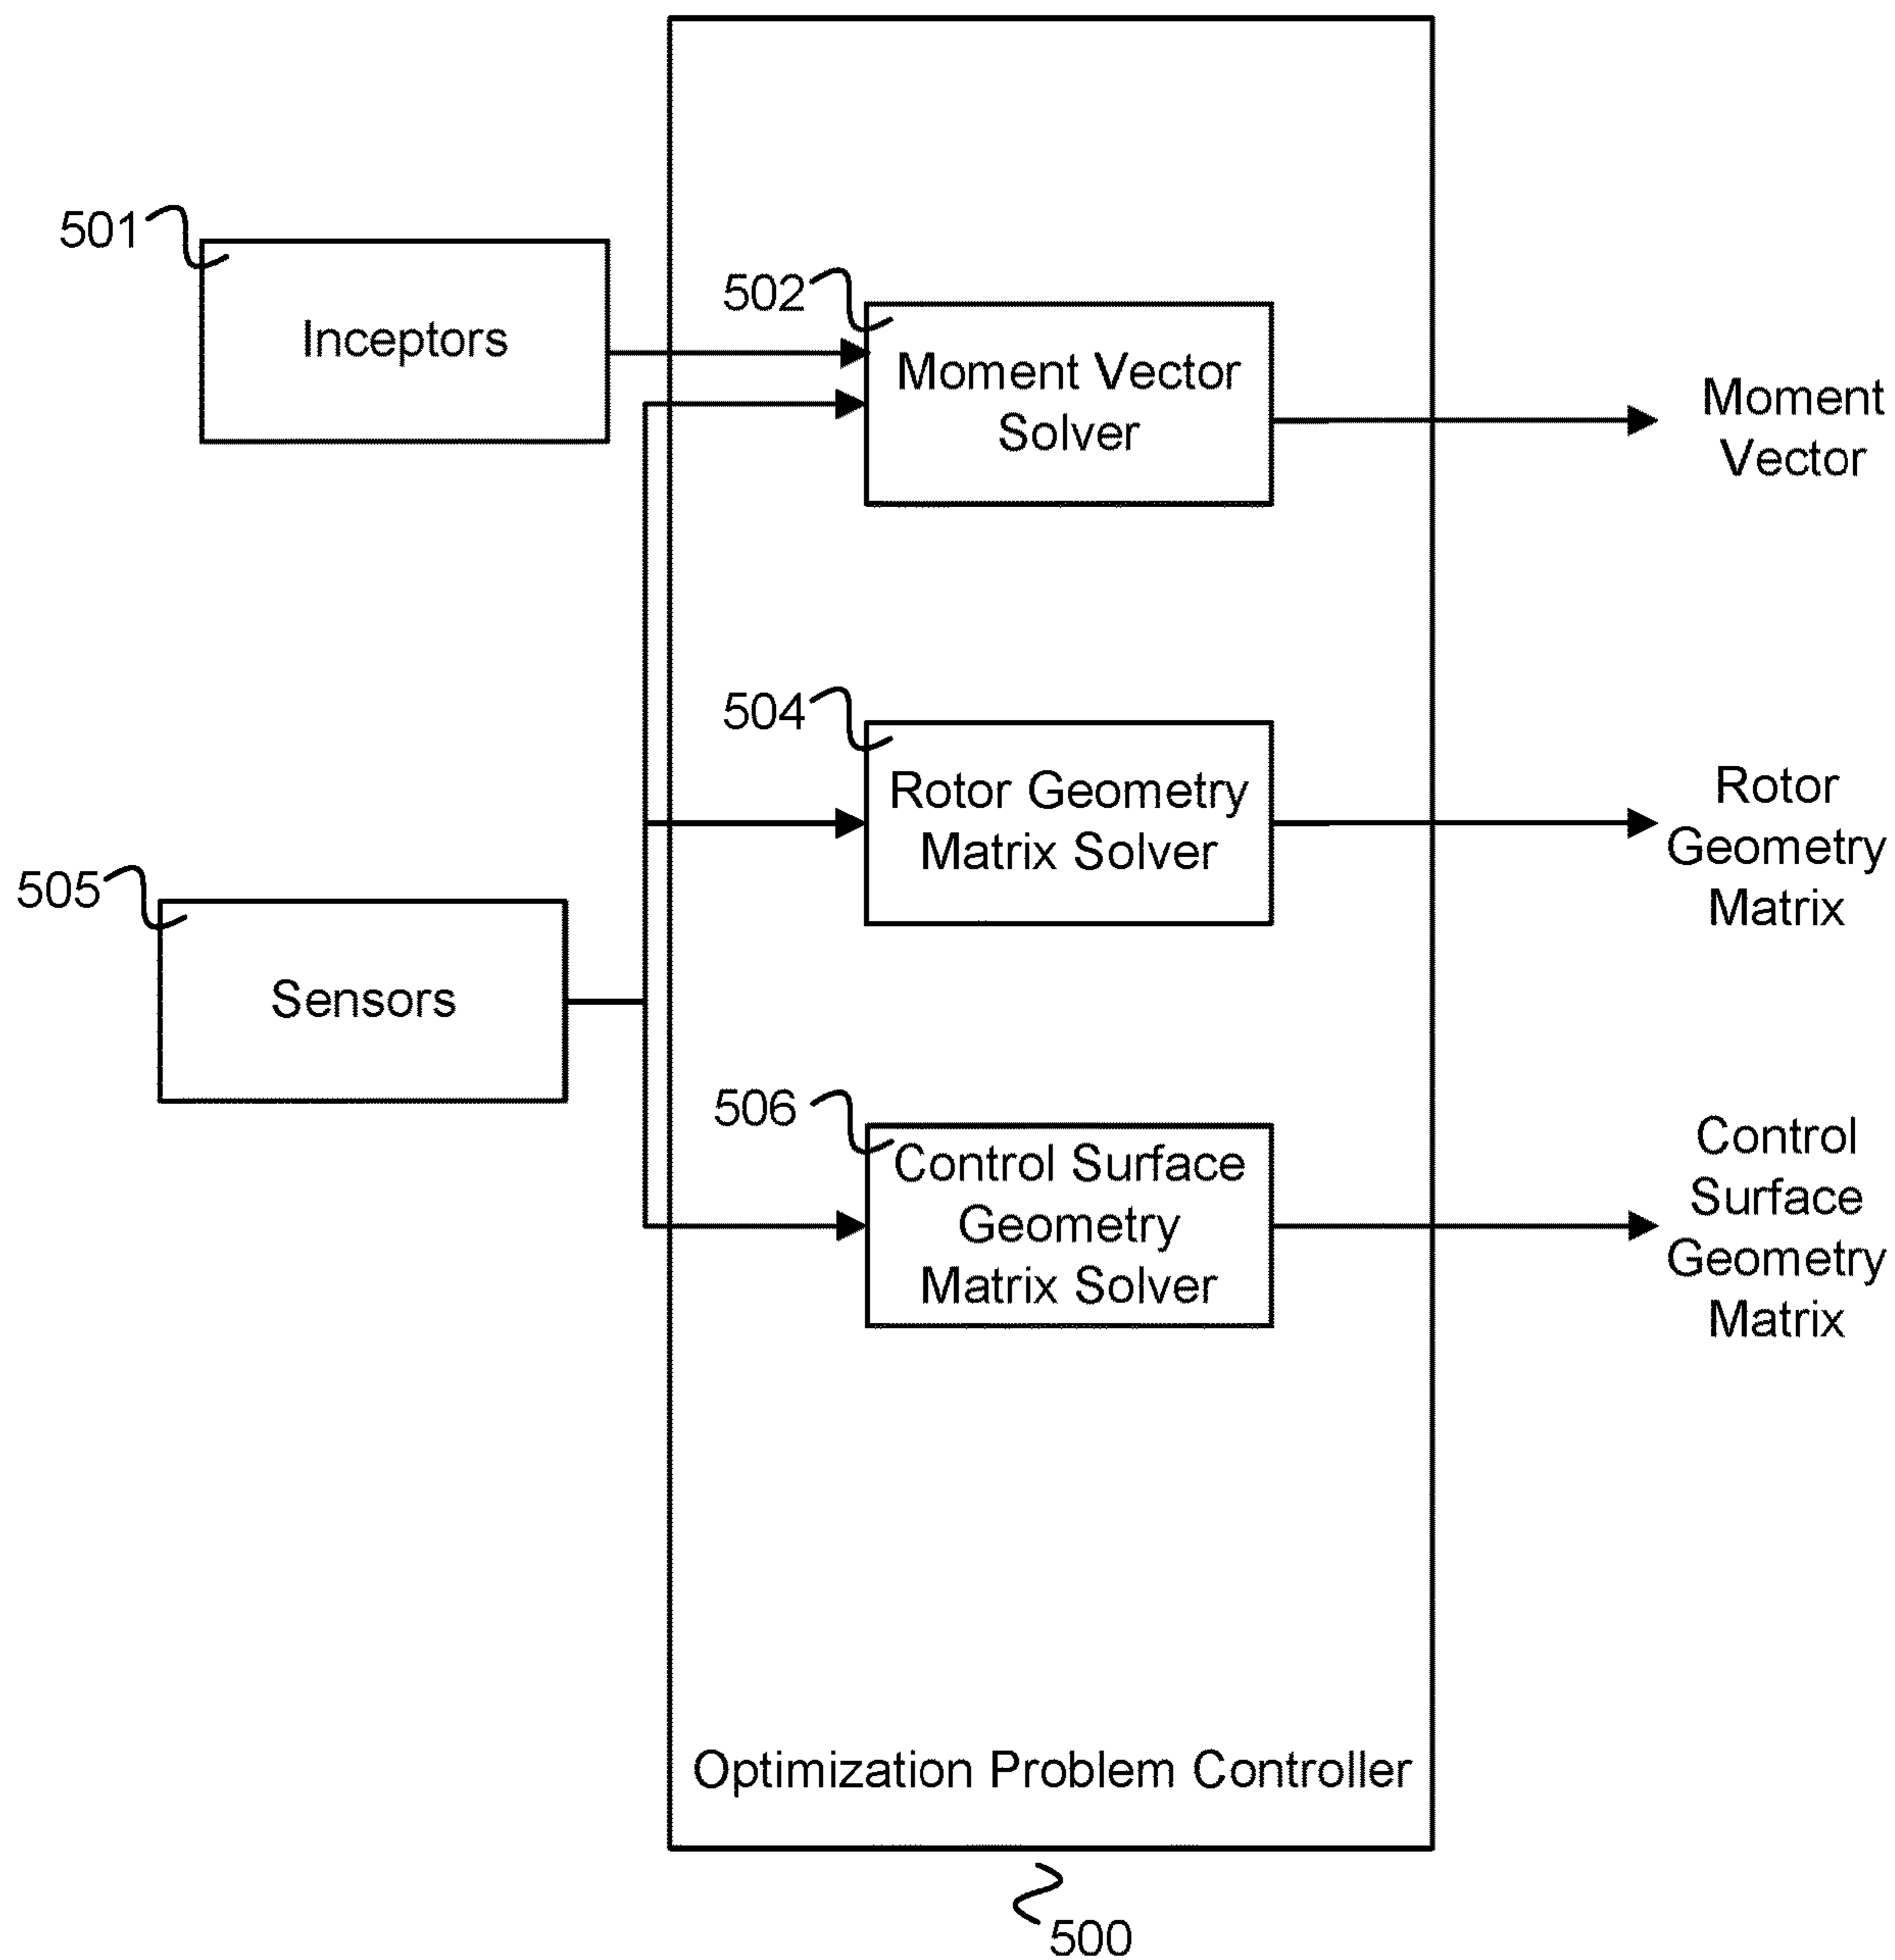 501
Inceptors
502
Moment Vector
Solver
Moment
Vector
504
Rotor Geometry
Matrix Solver
Rotor
Geometry
Matrix
505
Sensors
506
Control Surface
Geometry
Matrix Solver
Control
Surface
Geometry
Matrix
Optimization Problem Controller
500